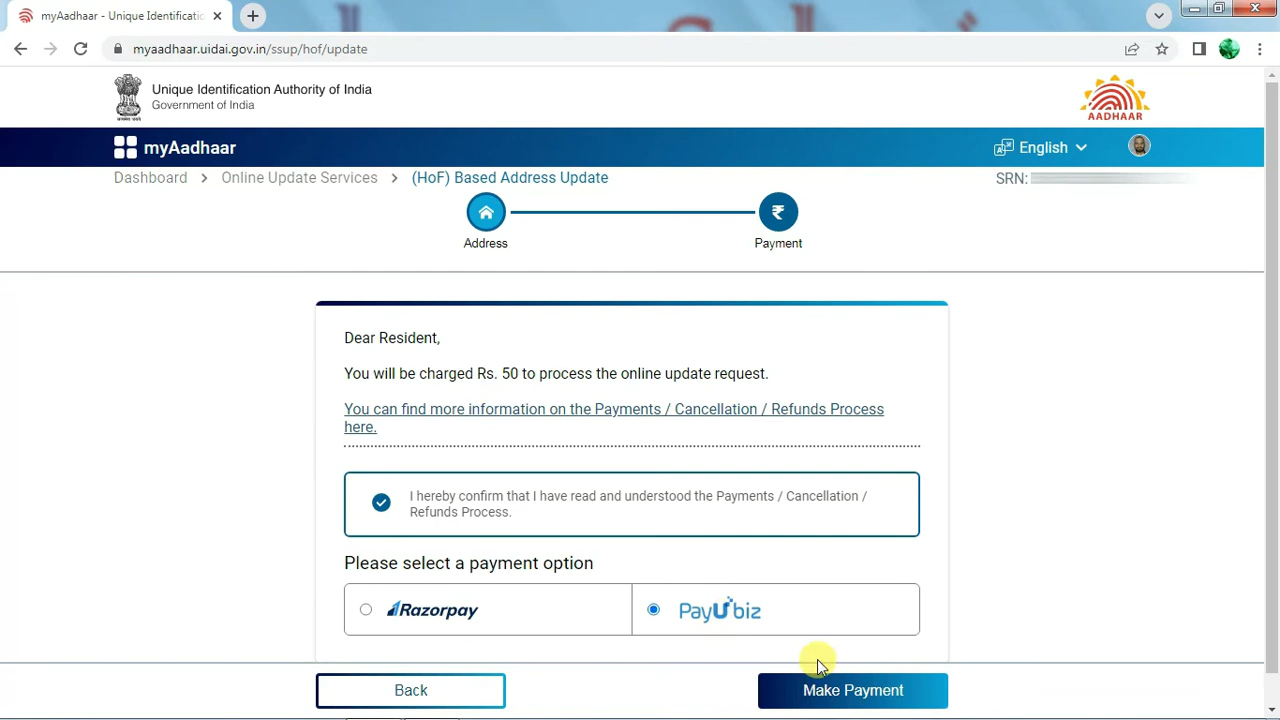 myAadhaar - Unique Identificatic
myaadhaar.uidai.gov.in/ssup/hof/update
Unique Identification Authority of India
Government of India
AADHAAR
myAadhaar
English
Dashboard > Online Update Services > (HoF) Based Address Update
SRN:
₹
Address
Payment
Dear Resident,
You will be charged Rs. 50 to process the online update request.
You can find more information on the Payments / Cancellation / Refunds Process
here.
I hereby confirm that I have read and understood the Payments / Cancellation /
Refunds Process.
Please select a payment option
Razorpay
PayUbiz
Back
Make Payment